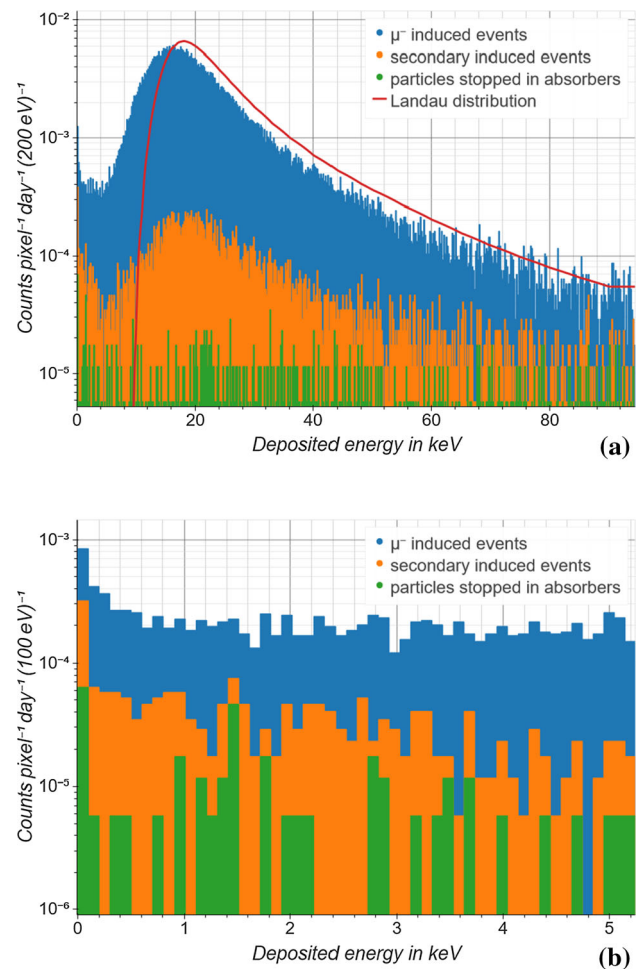 10⁻²
10⁻³
10⁻⁴
10⁻⁵
Counts pixel⁻¹ day⁻¹ (200 eV)⁻¹
μ⁻ induced events
secondary induced events
particles stopped in absorbers
Landau distribution
0 20 40 60 80
Deposited energy in keV
(a)
10⁻³
10⁻⁴
10⁻⁵
10⁻⁶
Counts pixel⁻¹ day⁻¹ (100 eV)⁻¹
μ⁻ induced events
secondary induced events
particles stopped in absorbers
0 1 2 3 4 5
Deposited energy in keV
(b)